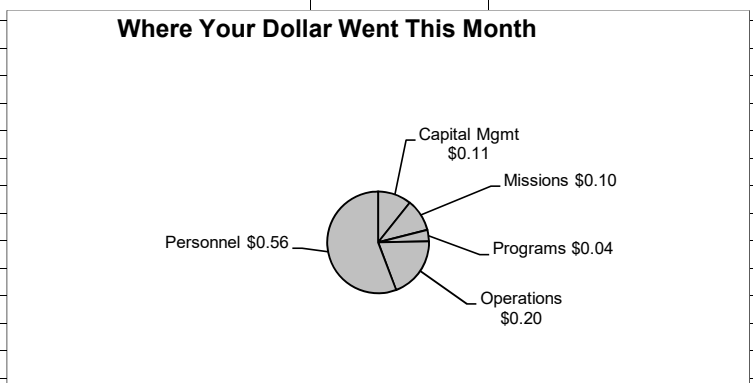 Where Your Dollar Went This Month
Capital Mgmt
$0.11
Missions $0.10
Personnel $0.56
Programs $0.04
Operations
$0.20